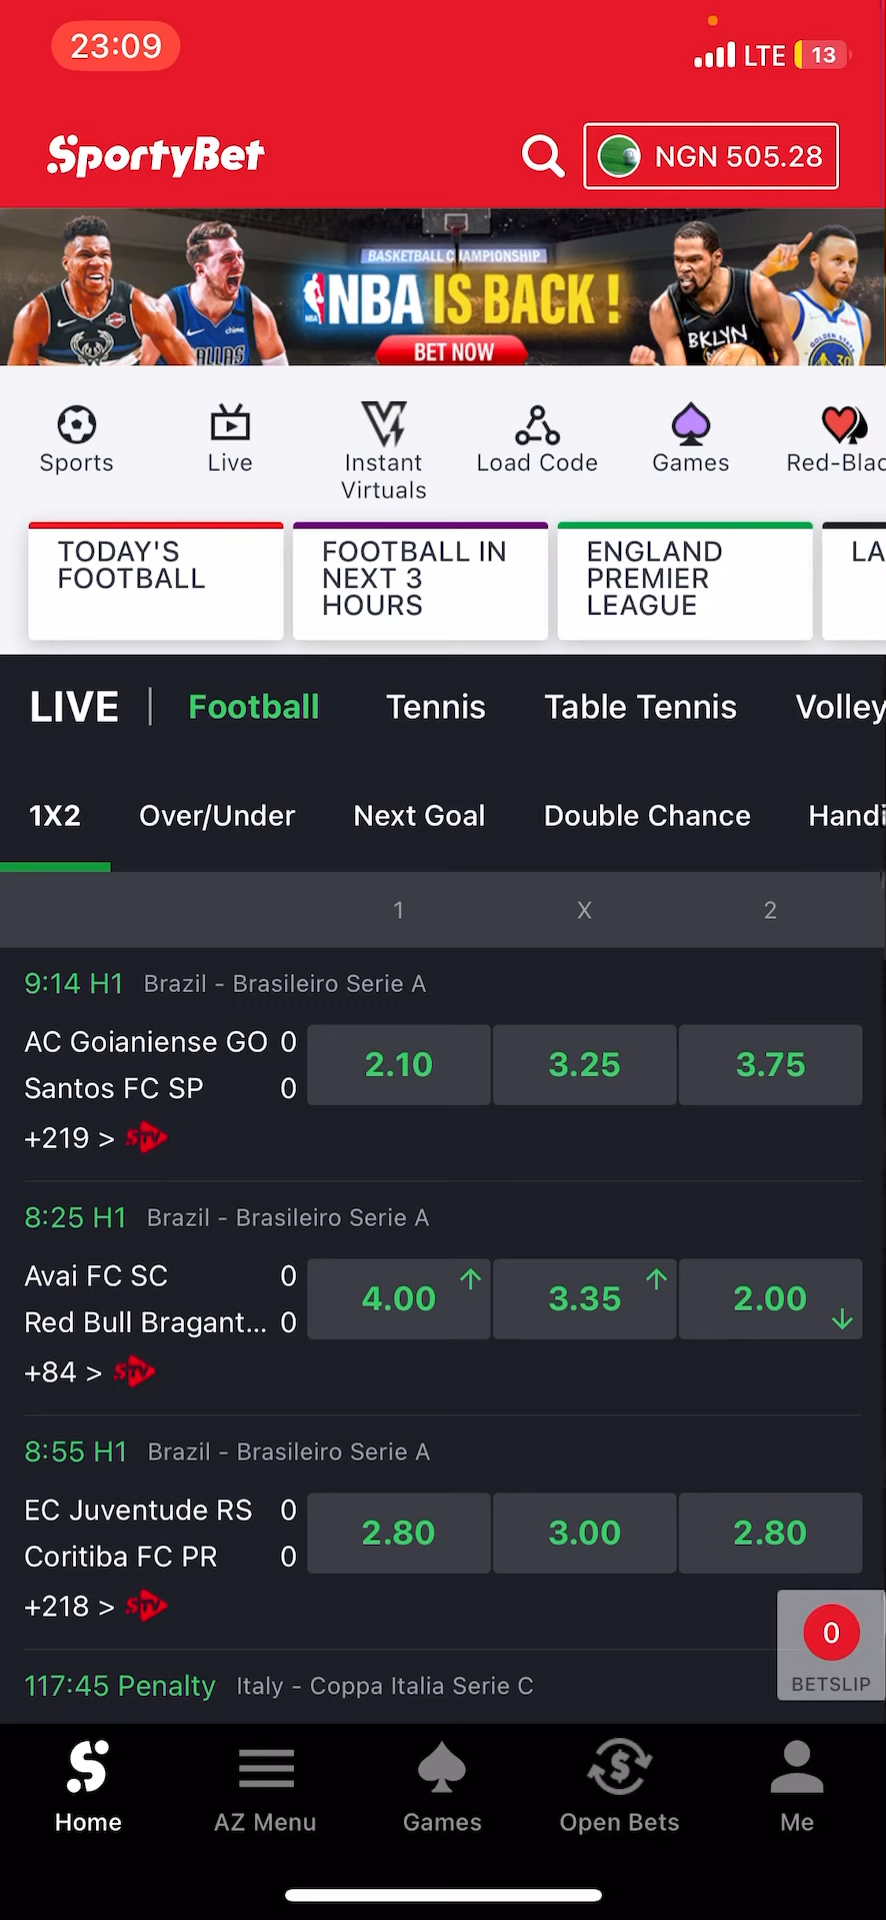 23:09
LTE 13
SportyBet
NGN 505.28
BASKETBALL CHAMPIONSHIP
NBA IS BACK !
BET NOW
BKLYN
Sports
Live
Instant Virtuals
Load Code
Games
TODAY'S
FOOTBALL
FOOTBALL IN
NEXT 3
HOURS
ENGLAND
PREMIER
LEAGUE
LA
LIVE | Football Tennis Table Tennis
1X2 Over/Under Next Goal Double Chance
1 X 2
9:14 H1 Brazil - Brasileiro Serie A
AC Goianiense GO 0
Santos FC SP 0
2.10 3.25 3.75
+219 > STV
8:25 H1 Brazil - Brasileiro Serie A
Avai FC SC 0
Red Bull Bragant... 0
4.00 3.35 2.00
+84 > STV
8:55 H1 Brazil - Brasileiro Serie A
EC Juventude RS 0
Coritiba FC PR 0
2.80 3.00 2.80
+218 > STV
0
BETSLIP
117:45 Penalty Italy - Coppa Italia Serie C
Home
AZ Menu
Games
Open Bets
Me